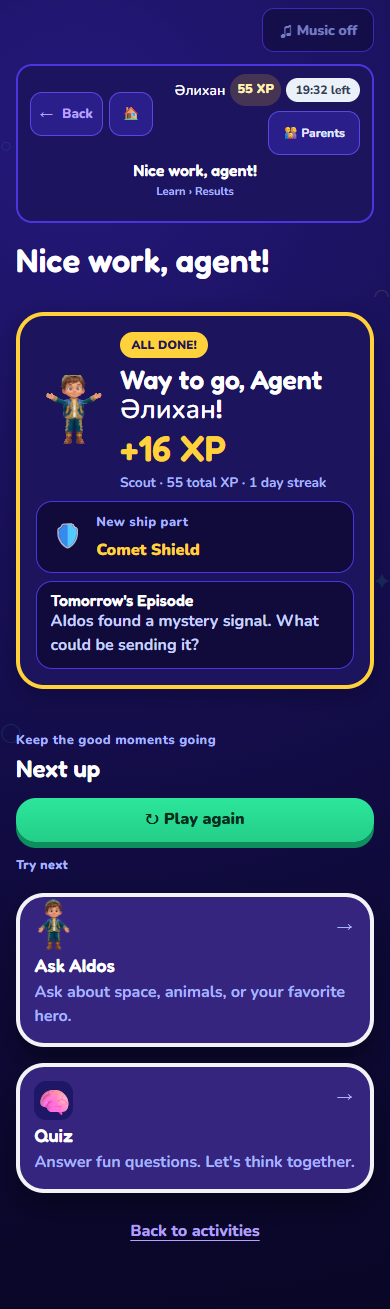 ♫ Music off
← Back
Әлихан 55 XP 19:32 left
Parents
Nice work, agent!
Learn › Results
Nice work, agent!
ALL DONE!
Way to go, Agent
Әлихан!
+16 XP
Scout · 55 total XP · 1 day streak
New ship part
Comet Shield
Tomorrow's Episode
Aldos found a mystery signal. What
could be sending it?
Keep the good moments going
Next up
↻ Play again
Try next
→
Ask Aldos
Ask about space, animals, or your favorite
hero.
→
Quiz
Answer fun questions. Let's think together.
Back to activities